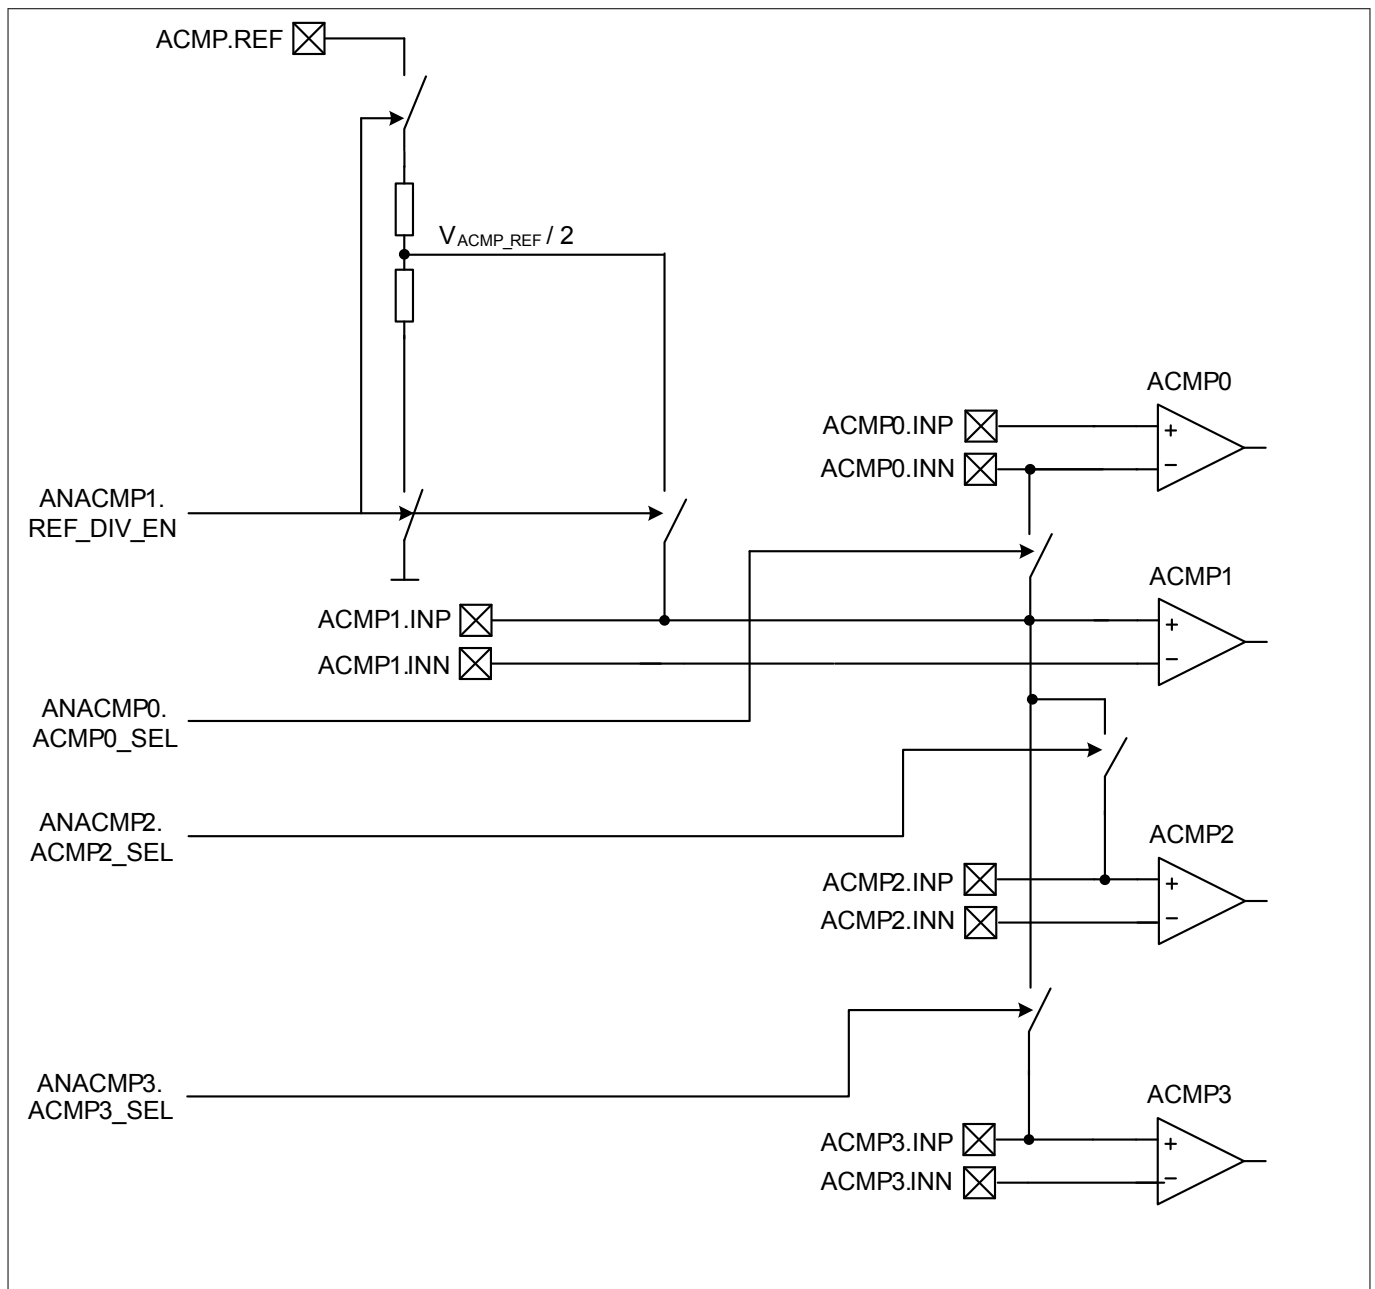 ACMP.REF
VACMP_REF / 2
ACMP0
ACMP0.INP
+
ACMP0.INN
−
ANACMP1.
REF_DIV_EN
ACMP1
ACMP1.INP
+
ACMP1.INN
−
ANACMP0.
ACMP0_SEL
ANACMP2.
ACMP2_SEL
ACMP2
ACMP2.INP
+
ACMP2.INN
−
ANACMP3.
ACMP3_SEL
ACMP3
ACMP3.INP
+
ACMP3.INN
−